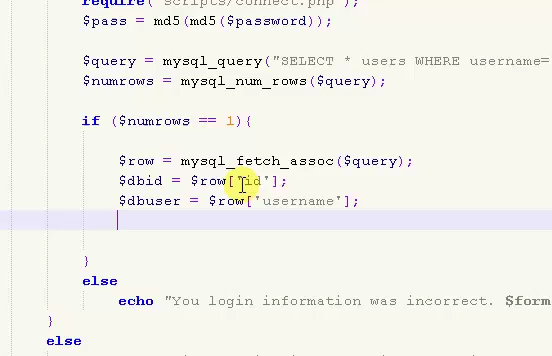 require("scripts/connect.php");
$pass = md5(md5($password));
$query = mysql_query("SELECT * users WHERE username=
$numrows = mysql_num_rows($query);
if ($numrows == 1){
$row = mysql_fetch_assoc($query);
$dbid = $row['id'];
$dbuser = $row['username'];
}
else
echo "You login information was incorrect. $form
}
else